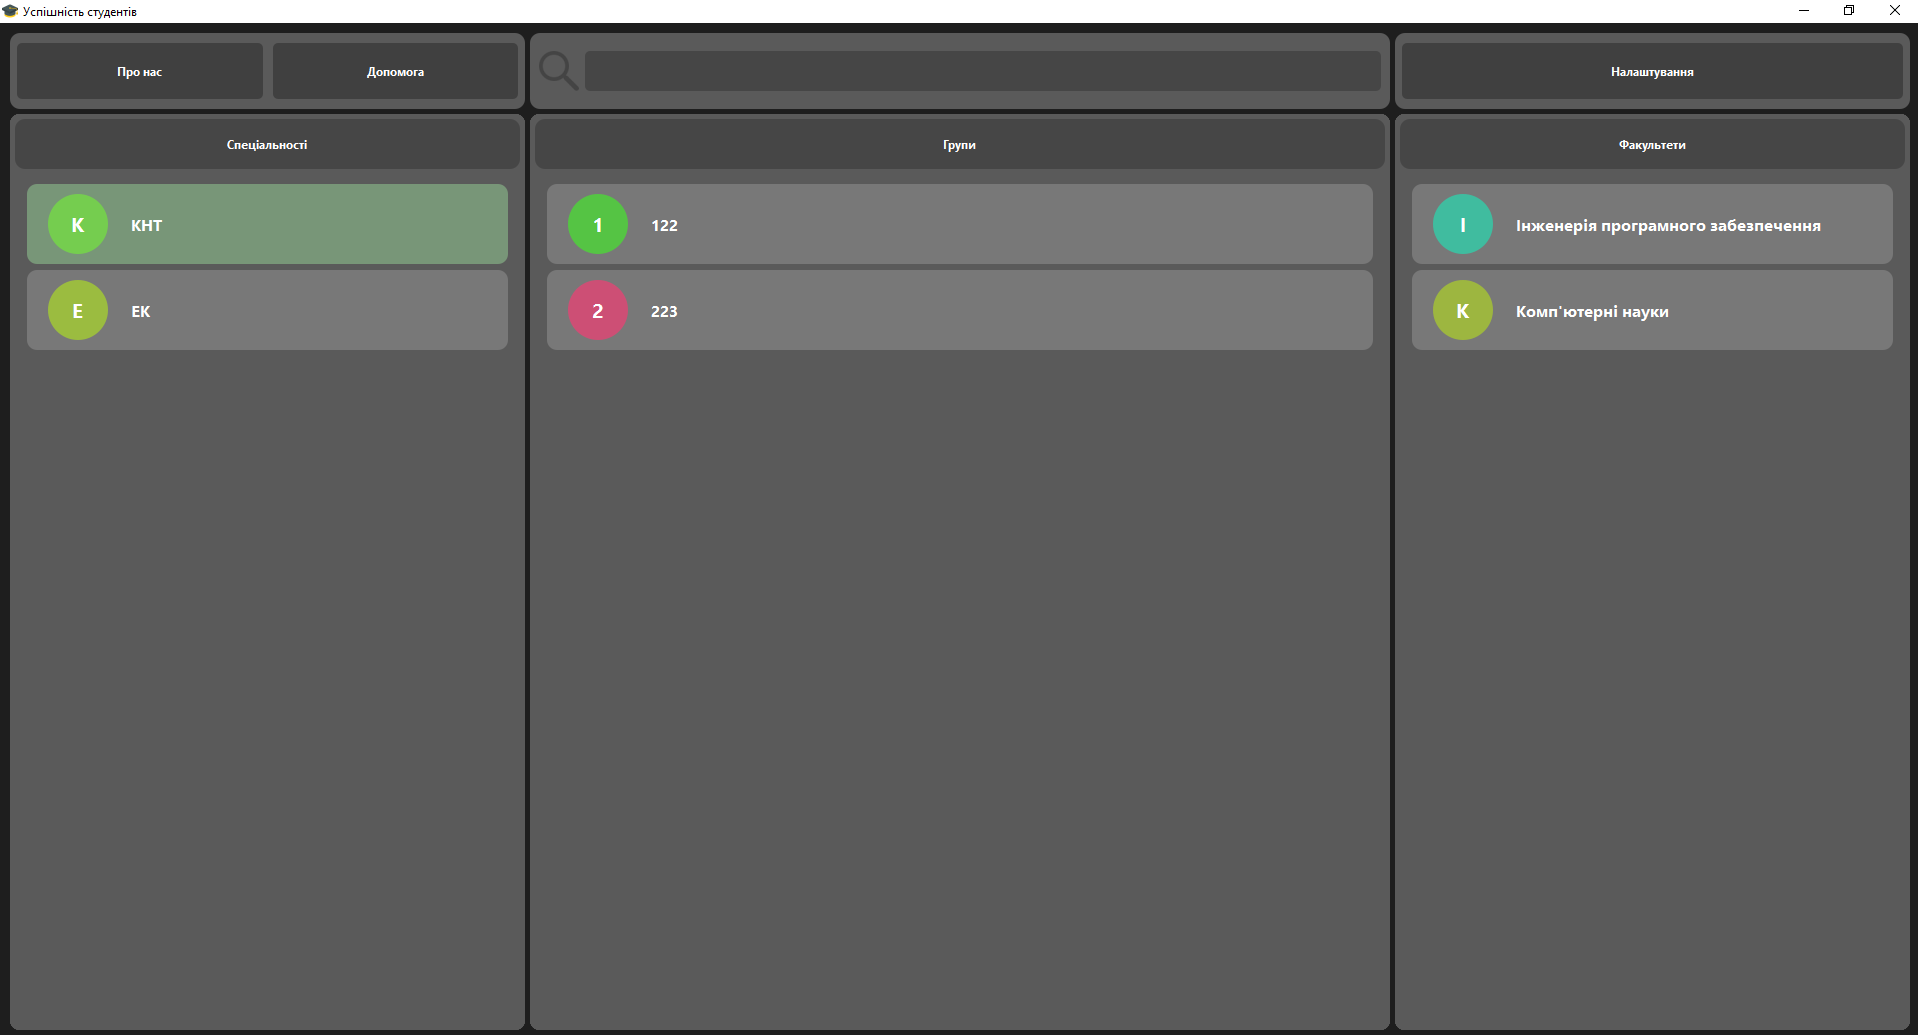 Успішність студентів
Про нас
Допомога
Налаштування
Спеціальності
Групи
Факультети
К
КНТ
Е
ЕК
1
122
2
223
І
Інженерія програмного забезпечення
К
Комп'ютерні науки